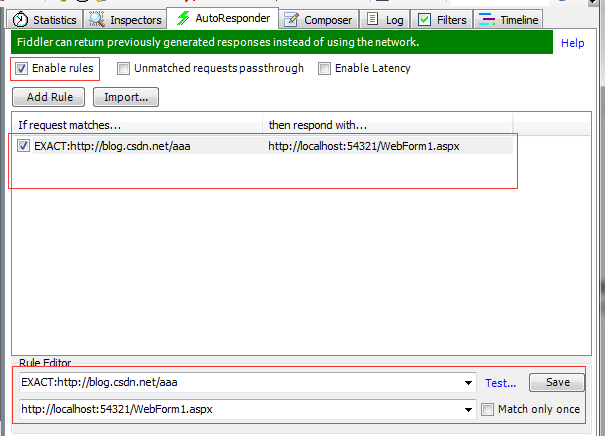 Statistics Inspectors AutoResponder Composer Log Filters Timeline
Fiddler can return previously generated responses instead of using the network. Help
Enable rules Unmatched requests passthrough Enable Latency
Add Rule Import...
If request matches... then respond with...
EXACT:http://blog.csdn.net/aaa http://localhost:54321/WebForm1.aspx
Rule Editor
EXACT:http://blog.csdn.net/aaa Test... Save
http://localhost:54321/WebForm1.aspx Match only once